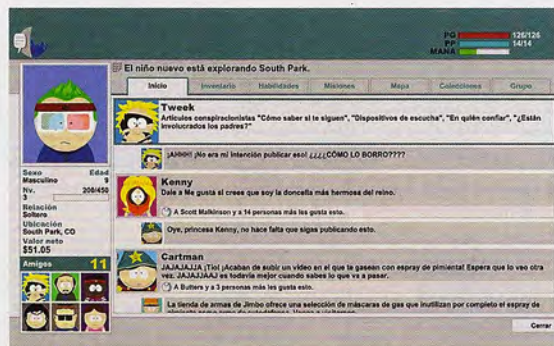 PG 126/126
PP 14/14
MANÁ
El niño nuevo está explorando South Park.
Inicio Inventario Habilidades Misiones Mapa Colecciones Grupo
Tweek
Artículos conspiracionistas "Cómo saber si te siguen", "Dispositivos de escucha", "En quién confiar", "¿Están
involucrados los padres?"
¡AHHH! ¡No era mi intención publicar eso! ¿¿¿¿CÓMO LO BORRO????
Kenny
Dale a Me gusta si crees que soy la doncella más hermosa del reino.
A Scott Malkinson y a 14 personas más les gusta esto.
Oye, princesa Kenny, no hace falta que sigas publicando esto.
Cartman
JAJAJAJJA ¡Tío! ¡Acaban de subir un vídeo en el que te gasean con espray de pimienta! Espera que lo veo otra
vez. JAJAJJAAJ es todavía mejor cuando sabes lo que va a pasar.
A Butters y a 3 personas más les gusta esto.
La tienda de armas de Jimbo ofrece una selección de máscaras de gas que inutilizan por completo el espray de
Sexo Edad
Masculino 9
Nv. 200/450
3
Relación
Soltero
Ubicación
South Park, CO
Valor neto
$51.05
Amigos 11
Cerrar